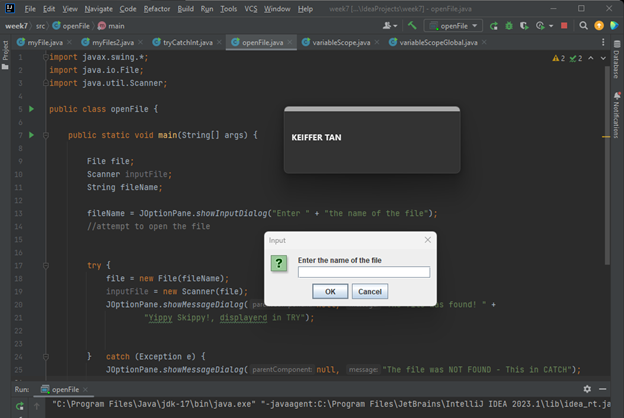 File Edit View Navigate Code Refactor Build Run Tools VCS Window Help
...\IdeaProjects\week7] - openFile.java
week7 src openFile main
openFile
myFile.java myFiles2.java tryCatchInt.java openFile.java variableScope.java variableScopeGlobal.java
Project
Database
Notifications
2 2
1 import javax.swing.*;
2 import java.io.File;
3 import java.util.Scanner;
4
5 public class openFile {
6
7 public static void main(String[] args) {
8
9 File file;
10 Scanner inputFile;
11 String fileName;
12
13 fileName = JOptionPane.showInputDialog("Enter " + "the name of the file");
14 //attempt to open the file
15
16
17 try {
18 file = new File(fileName);
19 inputFile = new Scanner(file);
20 JOptionPane.showMessageDialog( was found! " +
21 "Yippy Skippy!, displayerd in TRY");
22
23
24 } catch (Exception e) {
25 JOptionPane.showMessageDialog( parentComponent: null, message: "The file was NOT FOUND - This in CATCH");
KEIFFER TAN
Input
Enter the name of the file
OK Cancel
Run: openFile
"C:\Program Files\Java\jdk-17\bin\java.exe" "-javaagent:C:\Program Files\JetBrains\IntelliJ IDEA 2023.1\lib\idea_rt.ja